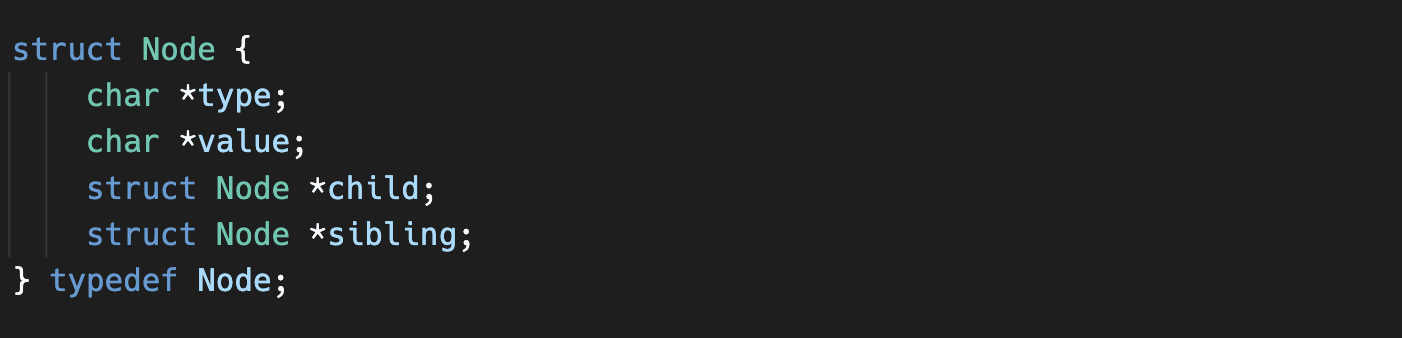 struct Node {
    char *type;
    char *value;
    struct Node *child;
    struct Node *sibling;
} typedef Node;